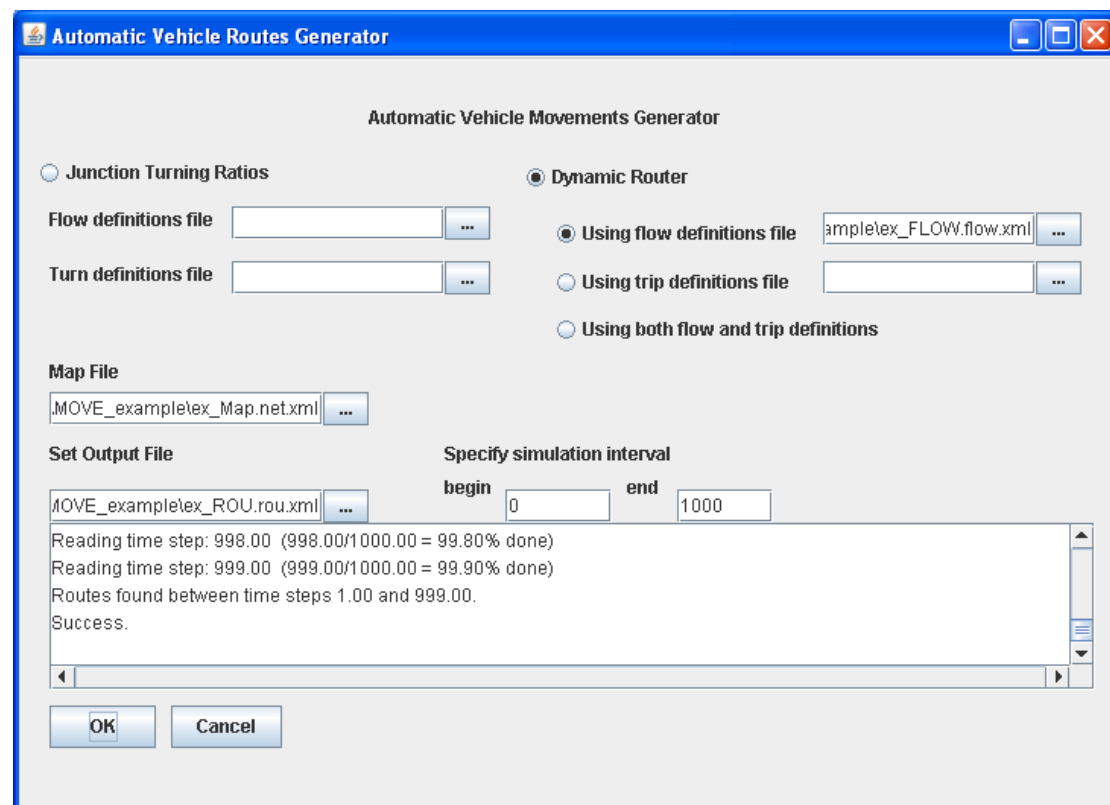 Automatic Vehicle Routes Generator
Automatic Vehicle Movements Generator
Junction Turning Ratios
Dynamic Router
Flow definitions file
...
Using flow definitions file
ample\ex_FLOW.flow.xml
...
Turn definitions file
...
Using trip definitions file
...
Using both flow and trip definitions
Map File
.MOVE_example\ex_Map.net.xml
...
Set Output File
Specify simulation interval
MOVE_example\ex_ROU.rou.xml
...
begin
0
end
1000
Reading time step: 998.00 (998.00/1000.00 = 99.80% done)
Reading time step: 999.00 (999.00/1000.00 = 99.90% done)
Routes found between time steps 1.00 and 999.00.
Success.
OK
Cancel